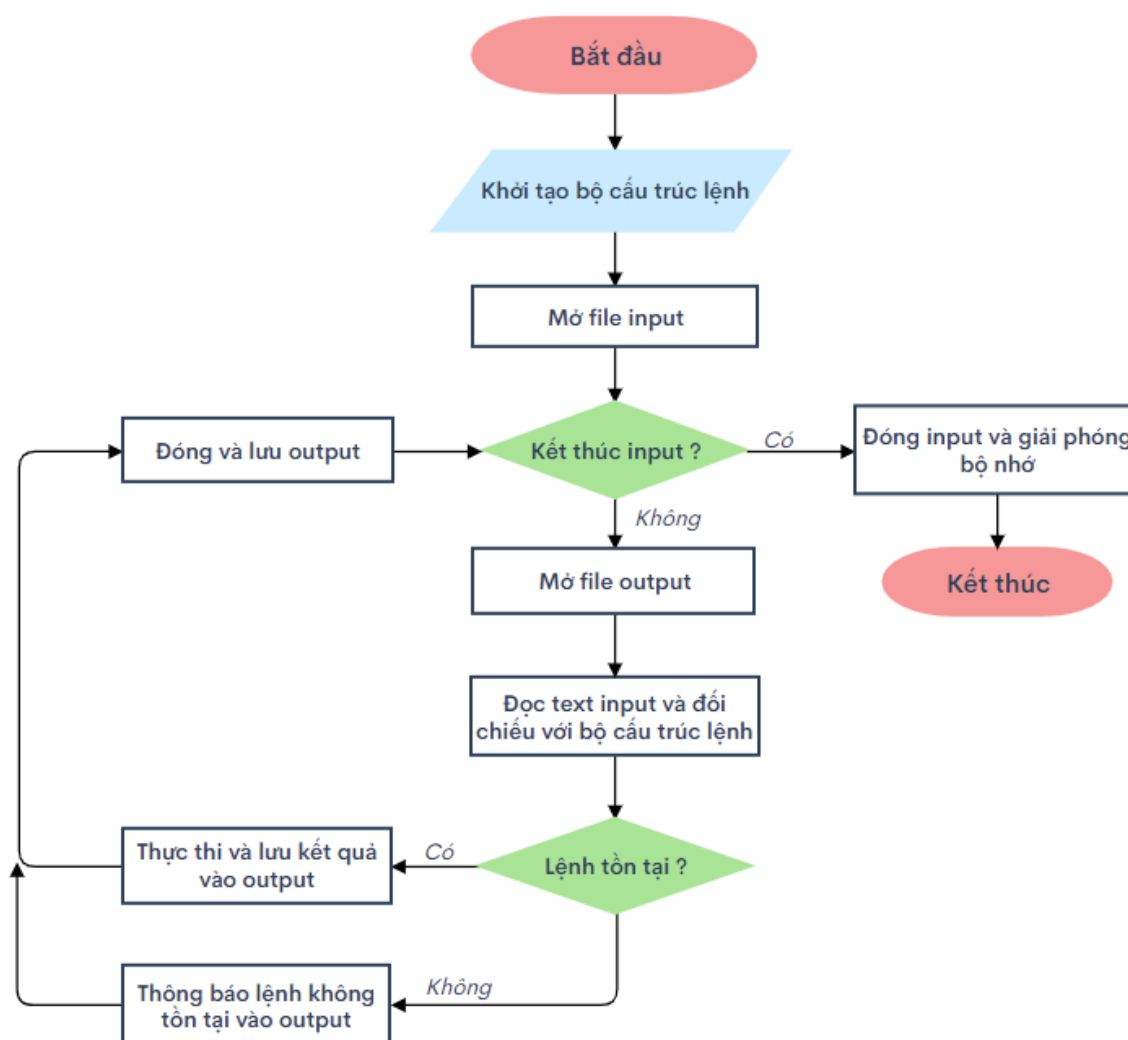 Bắt đầu
Khởi tạo bộ cấu trúc lệnh
Mở file input
Đóng và lưu output
Kết thúc input ?
Có
Đóng input và giải phóng
bộ nhớ
Không
Mở file output
Kết thúc
Đọc text input và đối
chiếu với bộ cấu trúc lệnh
Thực thi và lưu kết quả
vào output
Có
Lệnh tồn tại ?
Thông báo lệnh không
tồn tại vào output
Không